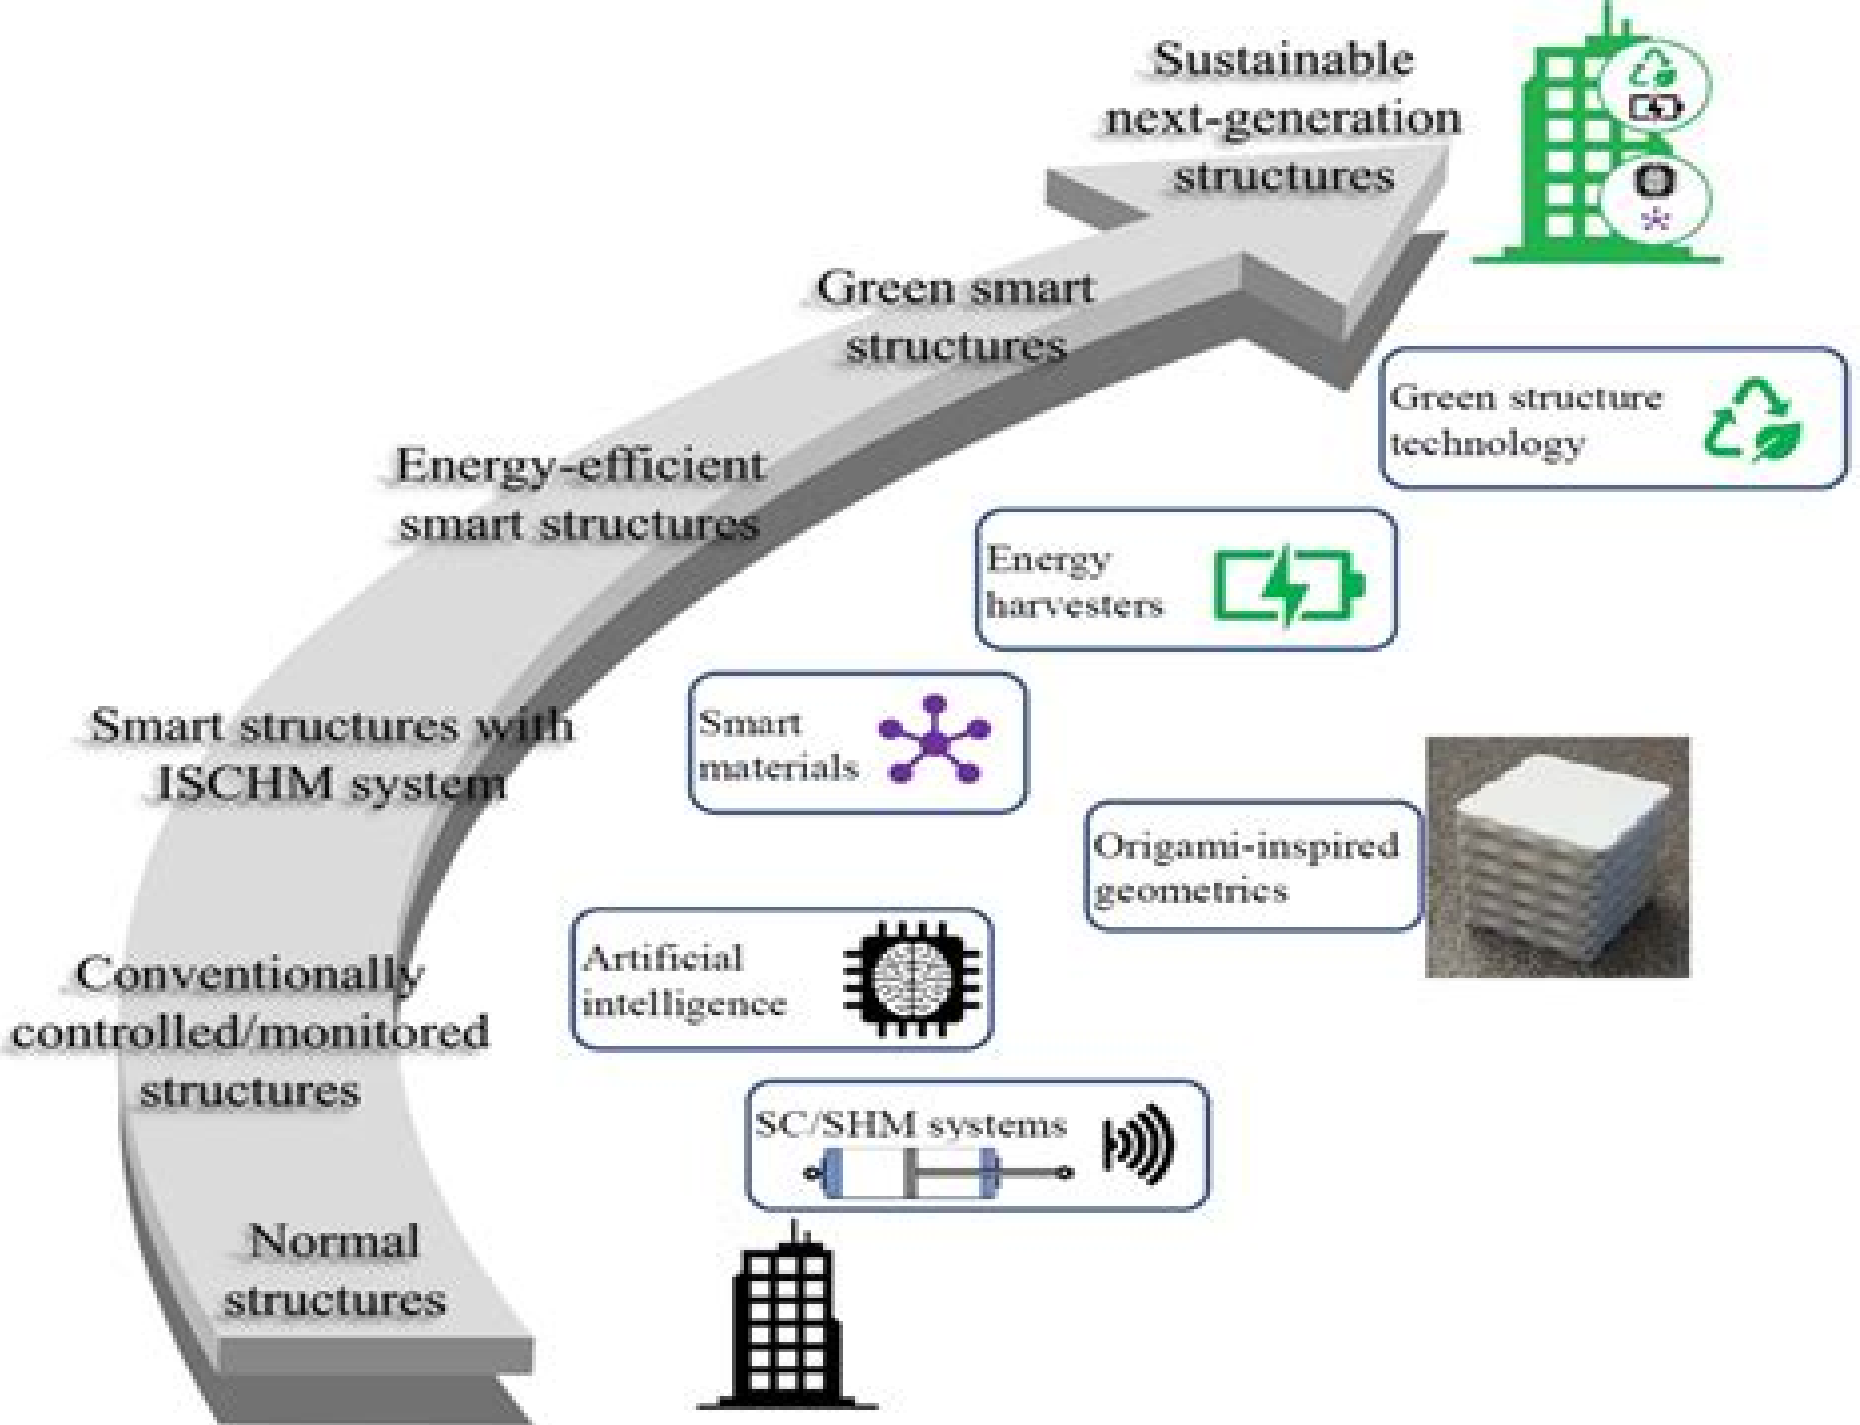 Sustainable
next-generation
structures
Green smart
structures
Green structure
technology
Energy-efficient
smart structures
Energy
harvesters
Smart structures with
ISCHM system
Smart
materials
Origami-inspired
geometrics
Conventionally
controlled/monitored
structures
Artificial
intelligence
SC/SHM systems
Normal
structures